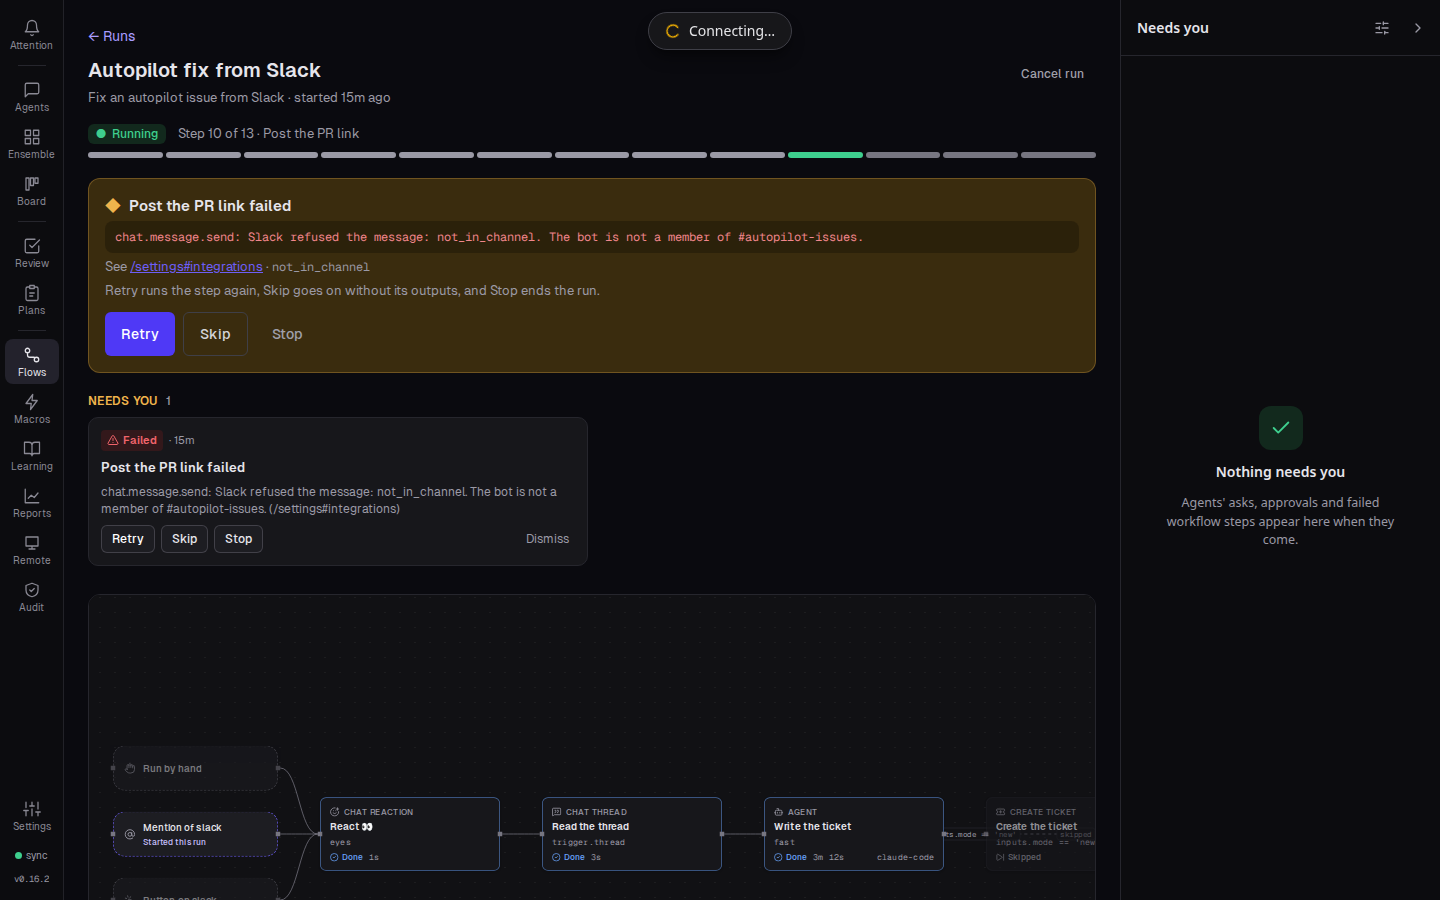 Attention
Agents
Ensemble
Board
Review
Plans
Flows
Macros
Learning
Reports
Remote
Audit
Settings
sync
v0.16.2
← Runs
Connecting...
Autopilot fix from Slack
Cancel run
Fix an autopilot issue from Slack · started 15m ago
Running
Step 10 of 13 · Post the PR link
Post the PR link failed
chat.message.send: Slack refused the message: not_in_channel. The bot is not a member of #autopilot-issues.
See /settings#integrations · not_in_channel
Retry runs the step again, Skip goes on without its outputs, and Stop ends the run.
Retry Skip Stop
NEEDS YOU 1
Failed · 15m
Post the PR link failed
chat.message.send: Slack refused the message: not_in_channel. The bot is not a
member of #autopilot-issues. (/settings#integrations)
Retry Skip Stop Dismiss
Run by hand
Mention of slack
Started this run
Button on slack
CHAT REACTION
React 👀
eyes
Done 1s
CHAT THREAD
Read the thread
trigger.thread
Done 3s
AGENT
Write the ticket
fast
Done 3m 12s claude-code
CREATE TICKET
Create the ticket
inputs.mode == 'new
Skipped
Needs you
Nothing needs you
Agents' asks, approvals and failed
workflow steps appear here when they
come.